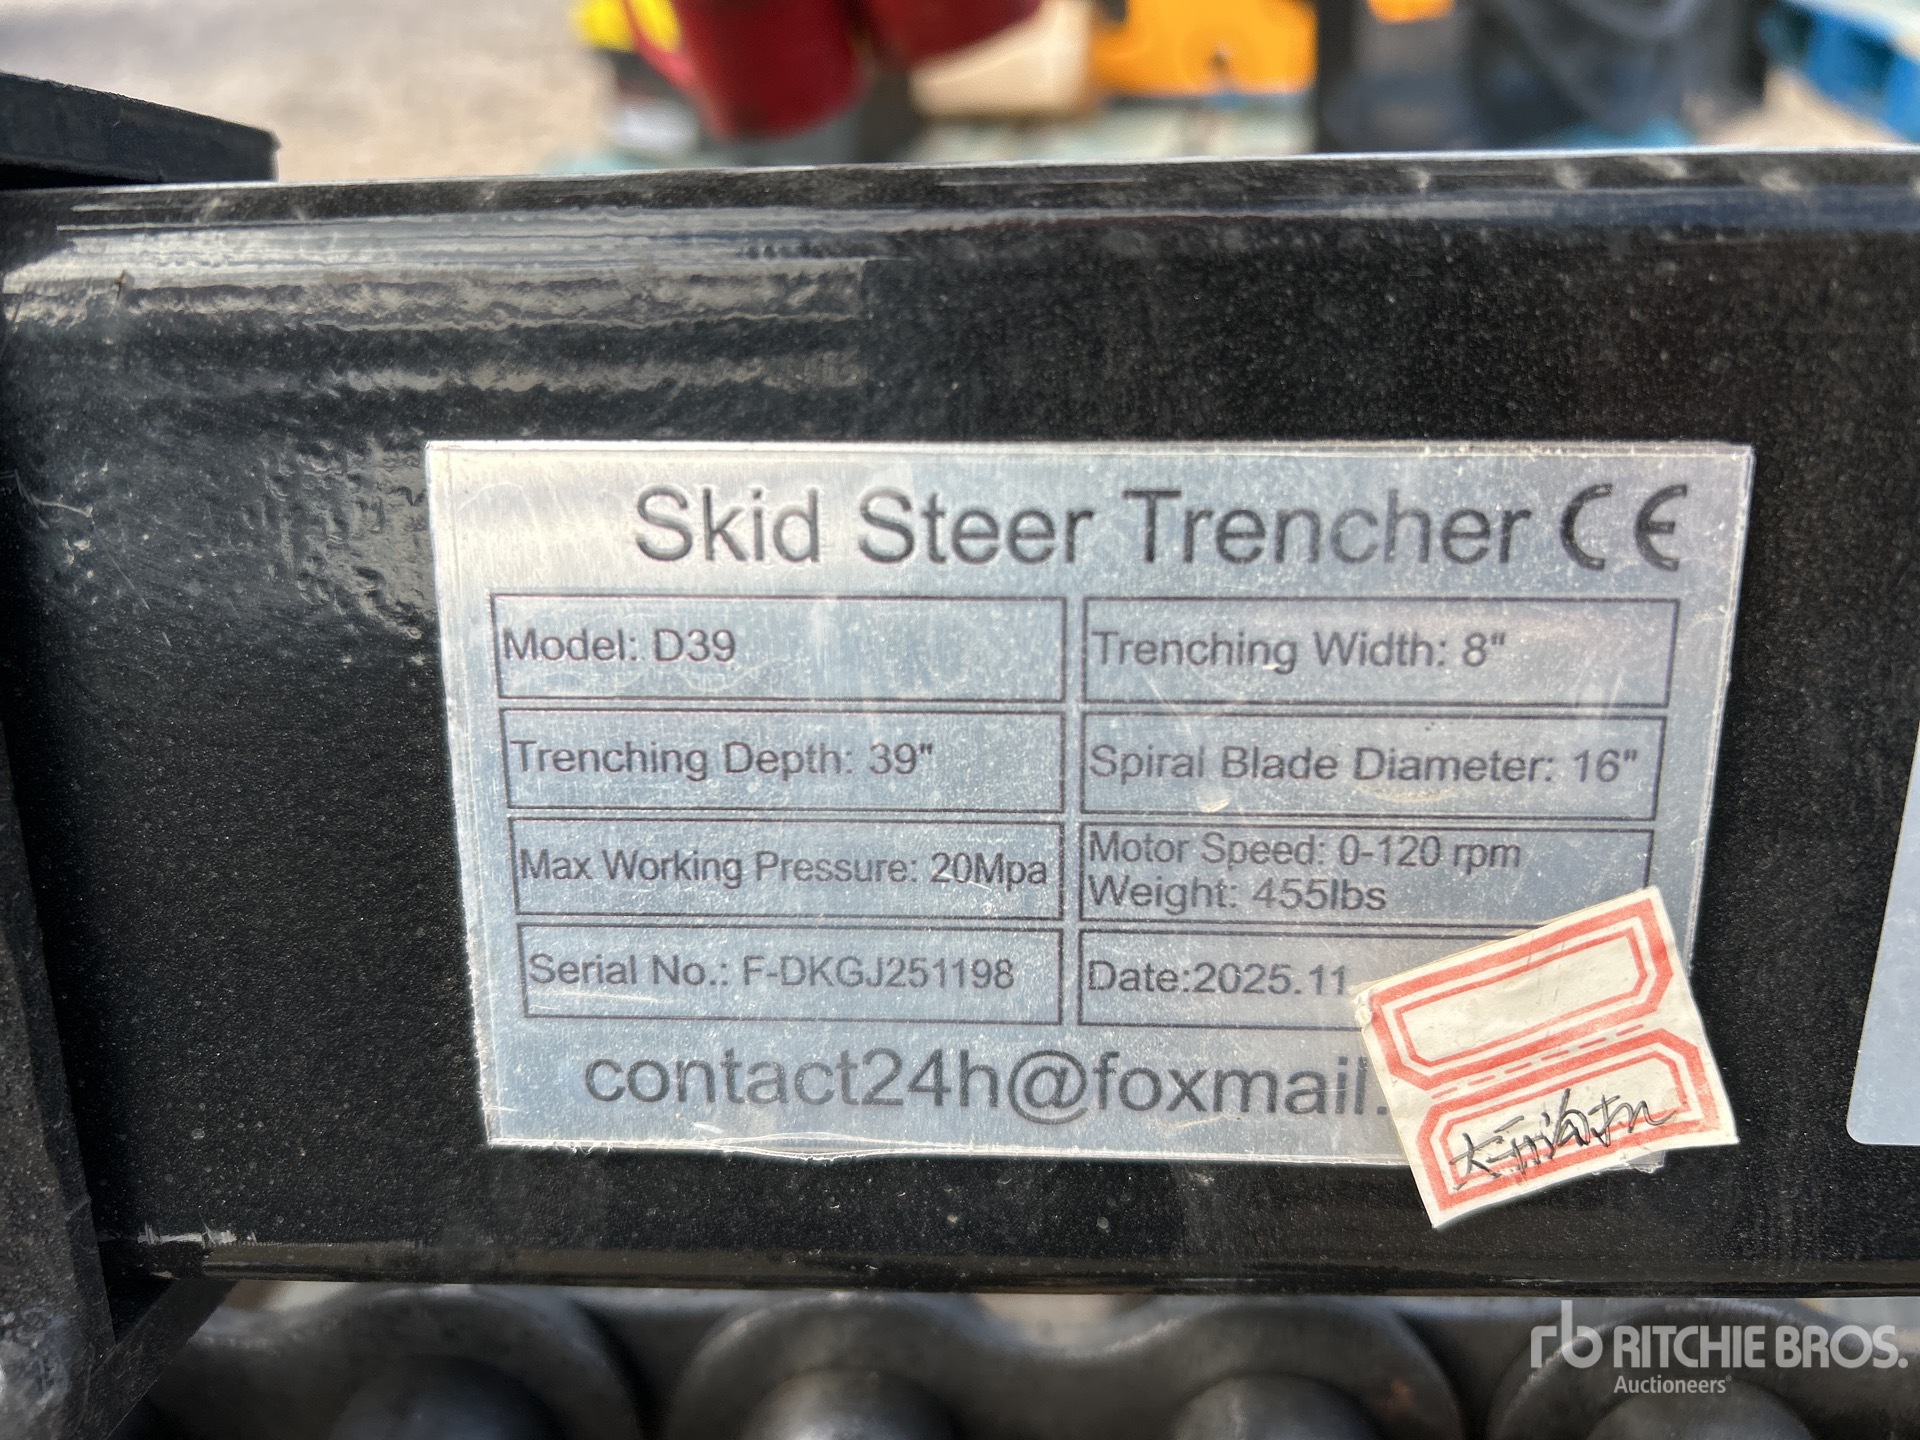 Skid Steer Trencher CE
Model: D39
Trenching Width: 8"
Trenching Depth: 39"
Spiral Blade Diameter: 16"
Max Working Pressure: 20Mpa
Motor Speed: 0-120 rpm
Weight: 455lbs
Serial No.: F-DKGJ251198
Date:2025.11
contact24h@foxmail.
rb RITCHIE BROS.
Auctioneers